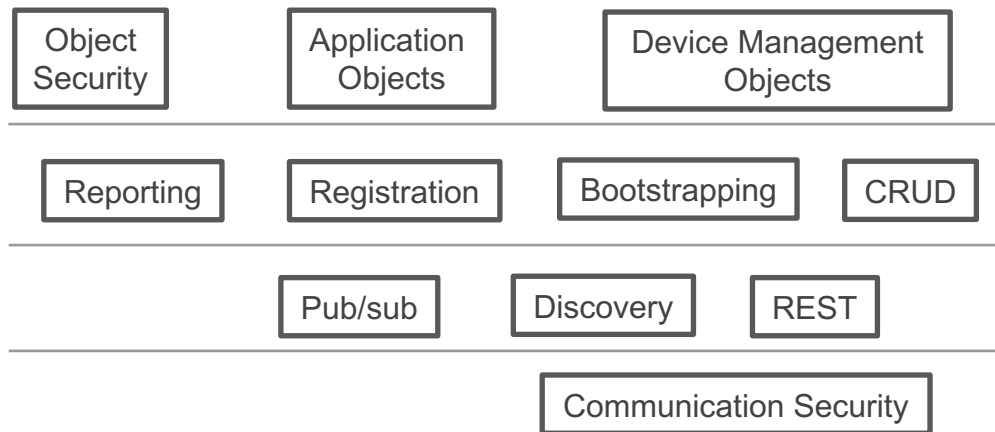 Object
Security
Application
Objects
Device Management
Objects
Reporting
Registration
Bootstrapping
CRUD
Pub/sub
Discovery
REST
Communication Security